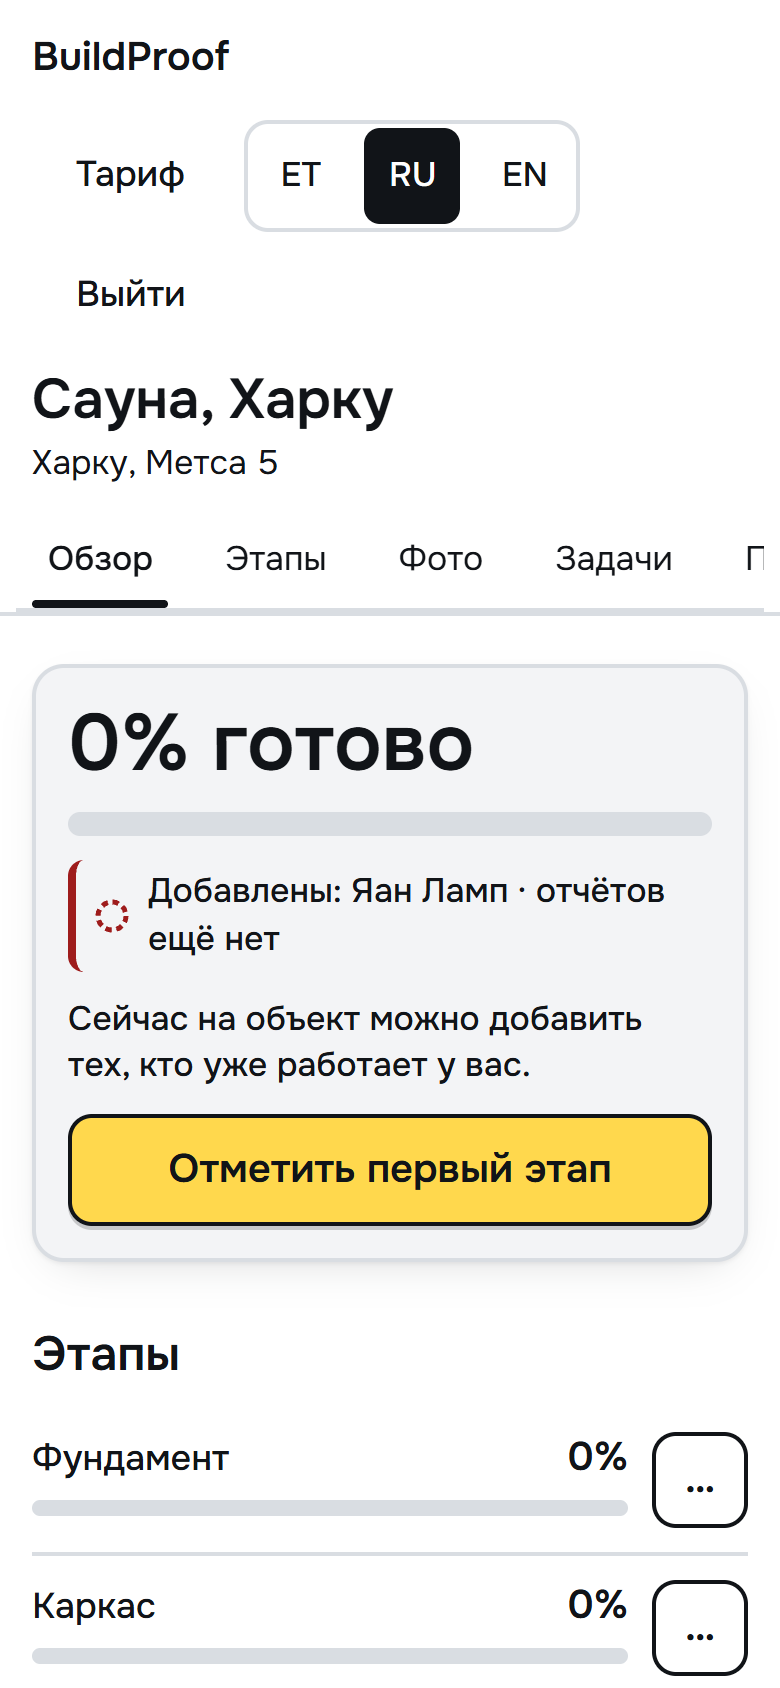 BuildProof
Тариф
ET RU EN
Выйти
Сауна, Харку
Харку, Метса 5
Обзор Этапы Фото Задачи
0% готово
Добавлены: Яан Ламп · отчётов
ещё нет
Сейчас на объект можно добавить
тех, кто уже работает у вас.
Отметить первый этап
Этапы
Фундамент 0% ...
Каркас 0% ...